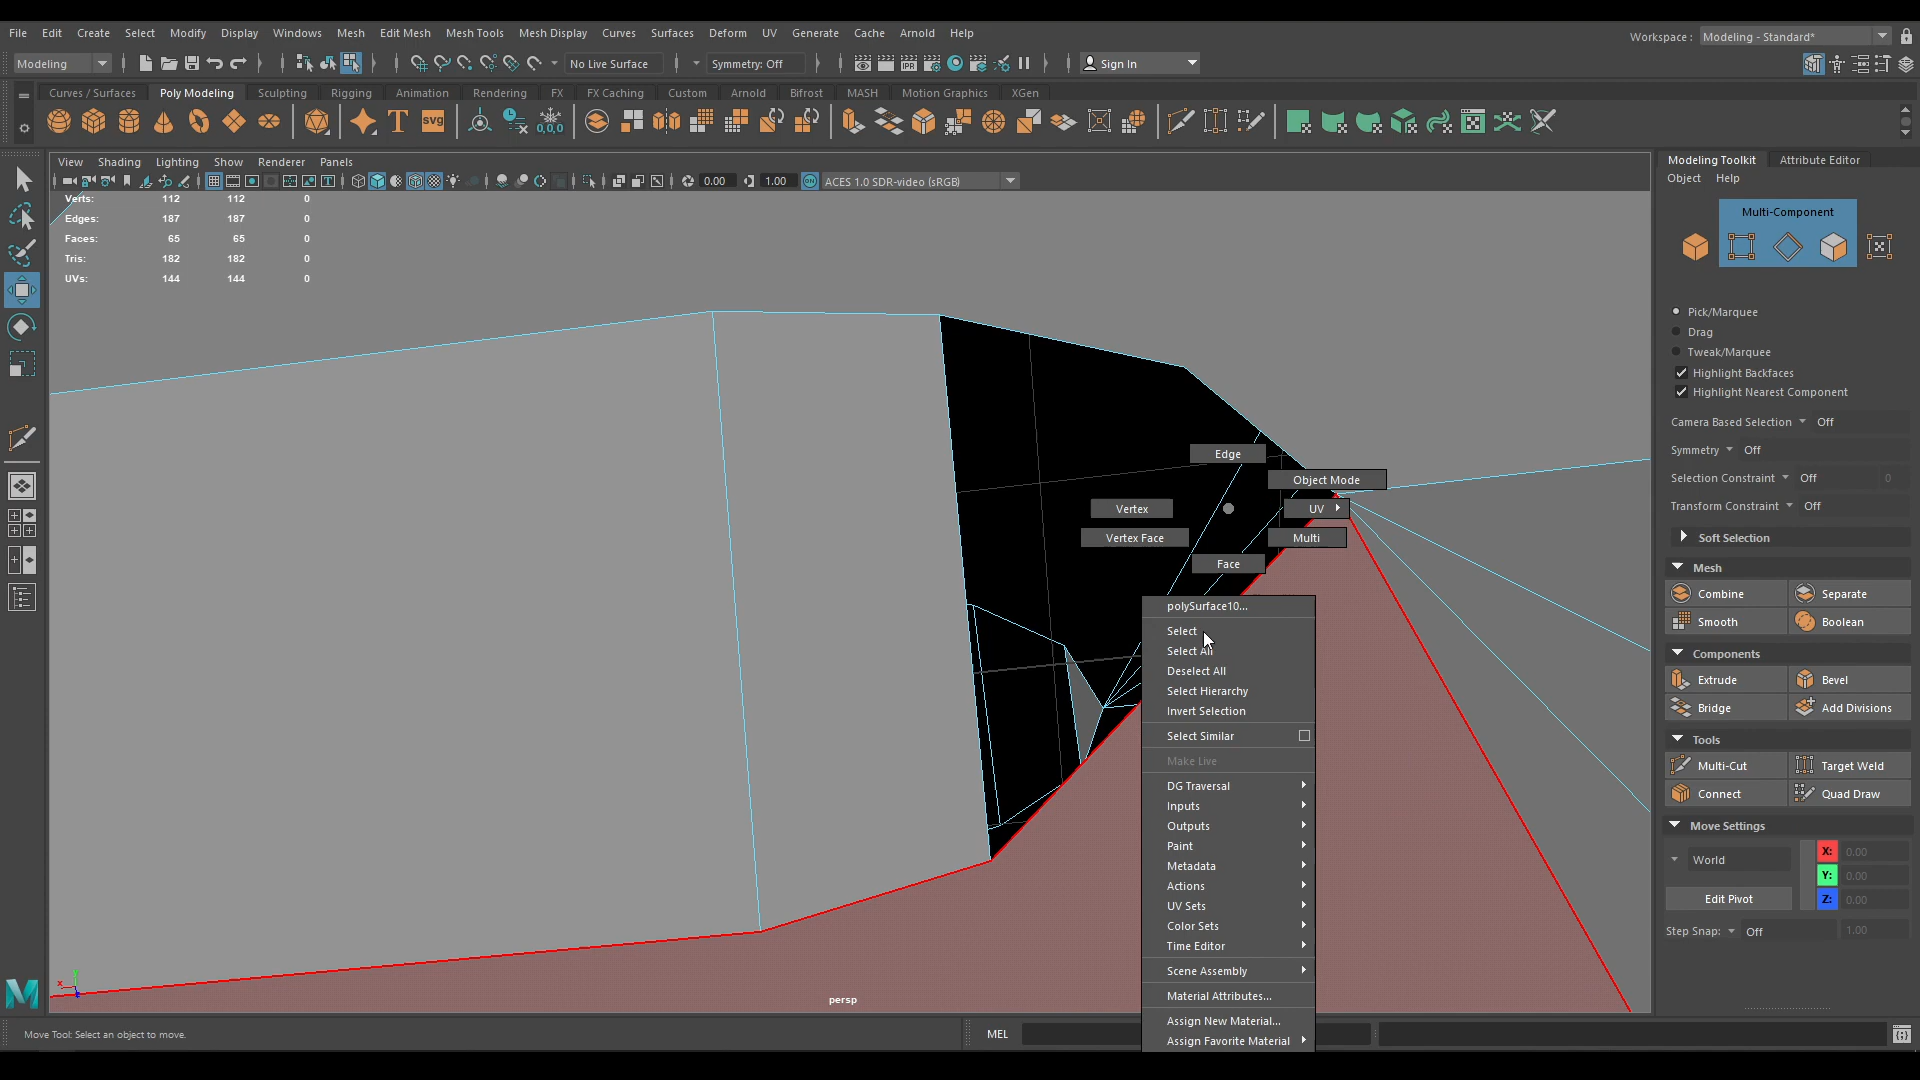 File Edit Create Select Modify Display Windows Mesh Edit Mesh Mesh Tools Mesh Display Curves Surfaces Deform UV Generate Cache Arnold Help
Workspace : Modeling - Standard*
Modeling
No Live Surface
Symmetry: Off
IPR
Sign In
Curves / Surfaces Poly Modeling Sculpting Rigging Animation Rendering FX FX Caching Custom Arnold Bifrost MASH Motion Graphics XGen
T
SVG
0,0,0
View Shading Lighting Show Renderer Panels
0.00
1.00
ON
ACES 1.0 SDR-video (sRGB)
Verts: 112 112 0
Edges: 187 187 0
Faces: 65 65 0
Tris: 182 182 0
UVs: 144 144 0
Edge
Object Mode
Vertex
UV
Vertex Face
Multi
Face
polySurface10...
Select
Select All
Deselect All
Select Hierarchy
Invert Selection
Select Similar
Make Live
DG Traversal
Inputs
Outputs
Paint
Metadata
Actions
UV Sets
Color Sets
Time Editor
Scene Assembly
Material Attributes...
Assign New Material...
Assign Favorite Material
persp
x
y
z
Modeling Toolkit Attribute Editor
Object Help
Multi-Component
Pick/Marquee
Drag
Tweak/Marquee
Highlight Backfaces
Highlight Nearest Component
Camera Based Selection Off
Symmetry Off
Selection Constraint Off 0
Transform Constraint Off
Soft Selection
Mesh
Combine Separate
Smooth Boolean
Components
Extrude Bevel
Bridge Add Divisions
Tools
Multi-Cut Target Weld
Connect Quad Draw
Move Settings
World
X: 0.00
Y: 0.00
Z: 0.00
Edit Pivot
Step Snap: Off 1.00
M
Move Tool: Select an object to move.
MEL